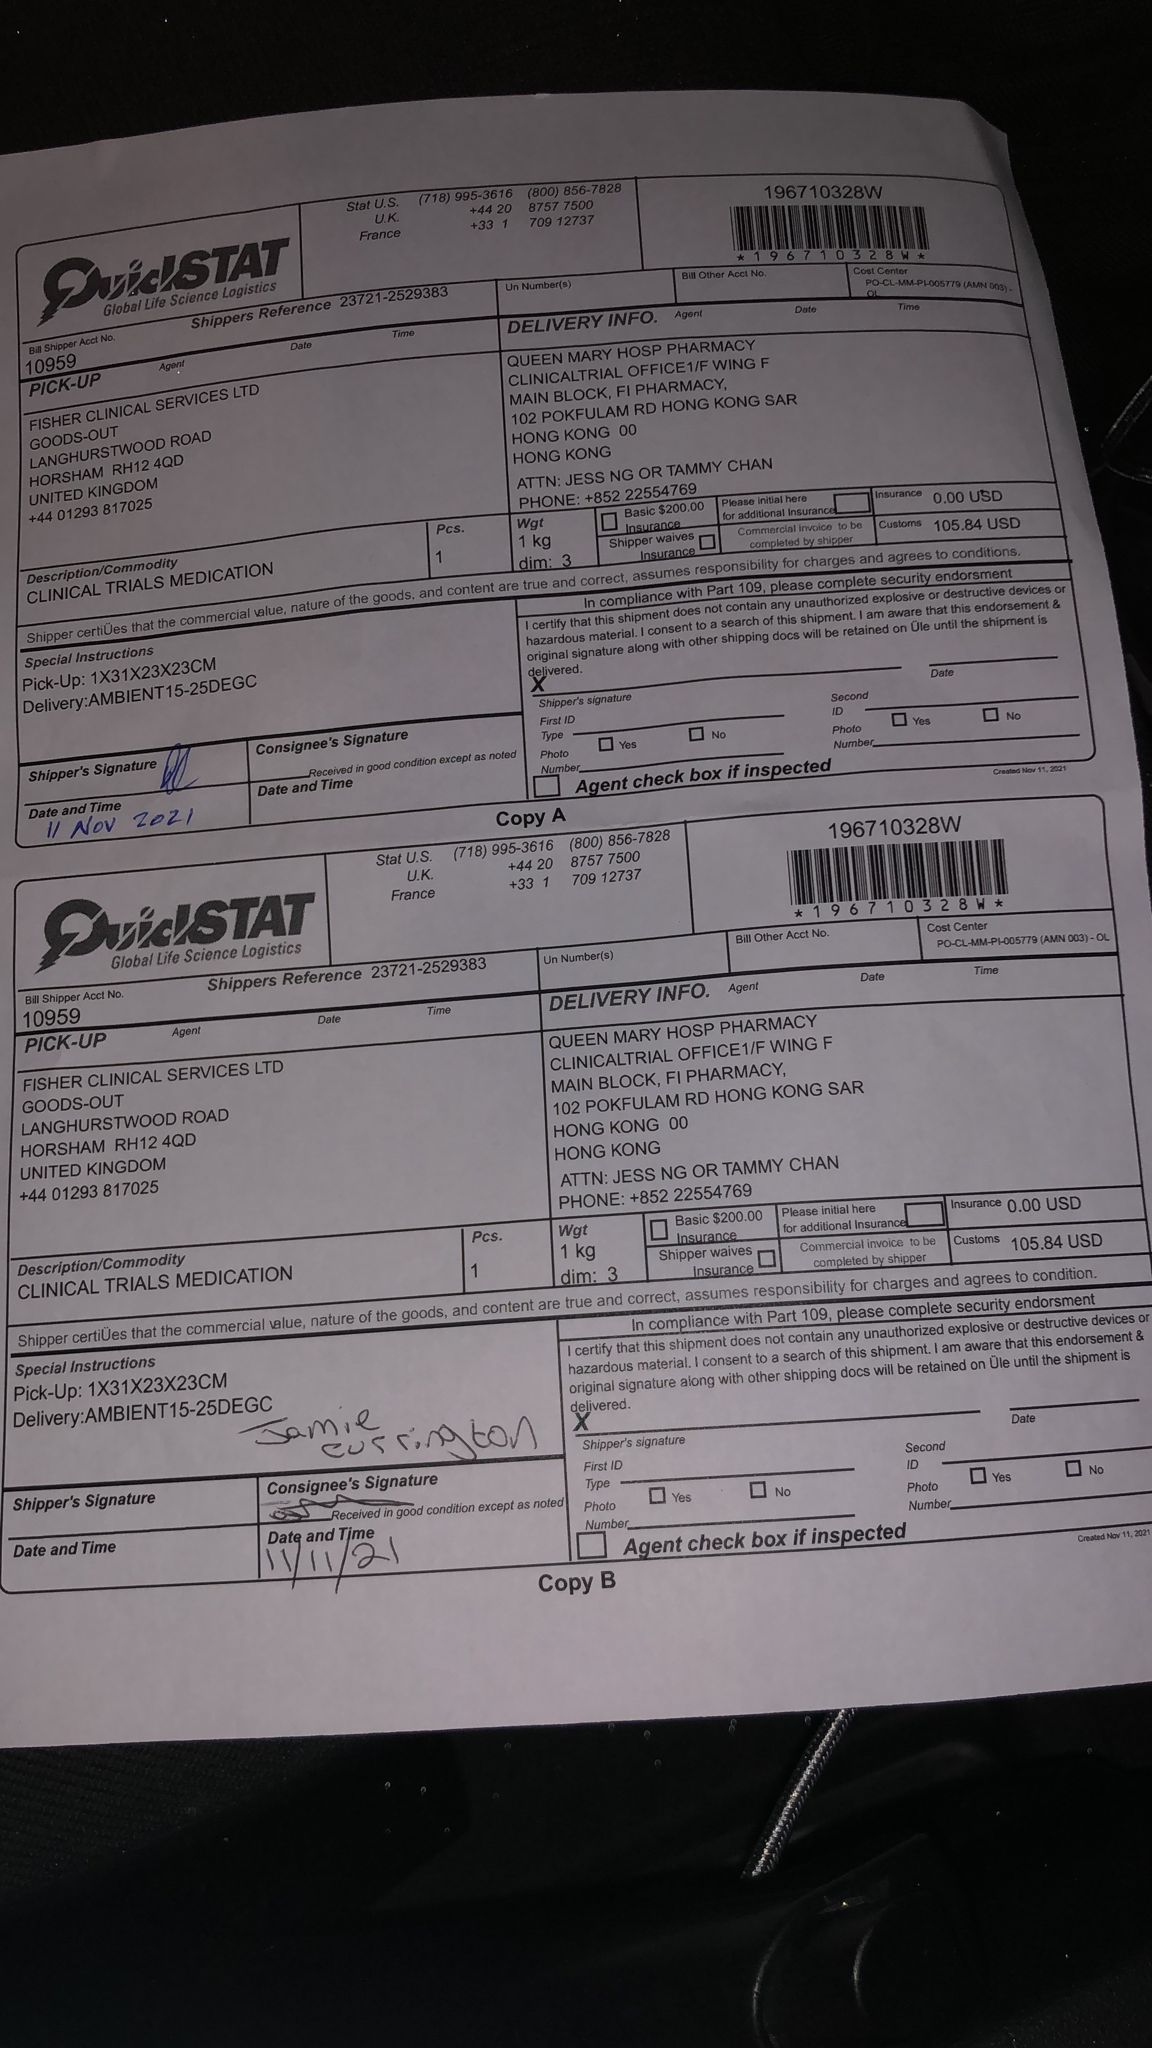 QuickSTAT
Global Life Science Logistics
Stat U.S. (718) 995-3616 (800) 856-7828
U.K. +44 20 8757 7500
France +33 1 709 12737
196710328W
*196710328W*
Bill Shipper Acct No.
10959
Shippers Reference 23721-2529383
Un Number(s)
Bill Other Acct No.
Cost Center
PO-CL-MM-PI-005779 (AMN 003) -
OL
PICK-UP Agent Date Time
FISHER CLINICAL SERVICES LTD
GOODS-OUT
LANGHURSTWOOD ROAD
HORSHAM RH12 4QD
UNITED KINGDOM
+44 01293 817025
DELIVERY INFO. Agent Date Time
QUEEN MARY HOSP PHARMACY
CLINICALTRIAL OFFICE1/F WING F
MAIN BLOCK, FI PHARMACY,
102 POKFULAM RD HONG KONG SAR
HONG KONG 00
HONG KONG
ATTN: JESS NG OR TAMMY CHAN
PHONE: +852 22554769
Description/Commodity
CLINICAL TRIALS MEDICATION
Pcs.
1
Wgt
1 kg
dim: 3
Basic $200.00
Insurance
Shipper waives
Insurance
Please initial here
for additional Insurance
Commercial invoice to be
completed by shipper
Insurance 0.00 USD
Customs 105.84 USD
Shipper certiÜes that the commercial value, nature of the goods, and content are true and correct, assumes responsibility for charges and agrees to conditions.
Special Instructions
Pick-Up: 1X31X23X23CM
Delivery:AMBIENT15-25DEGC
In compliance with Part 109, please complete security endorsment
I certify that this shipment does not contain any unauthorized explosive or destructive devices or
hazardous material. I consent to a search of this shipment. I am aware that this endorsement &
original signature along with other shipping docs will be retained on Üle until the shipment is
delivered.
X
Shipper's signature
Date
First ID
Type
Second
ID
Photo Yes No
Number
Photo Yes No
Number
Shipper's Signature
Consignee's Signature
Received in good condition except as noted
Date and Time
11 Nov 2021
Date and Time
Agent check box if inspected
Created Nov 11, 2021
Copy A
QuickSTAT
Global Life Science Logistics
Stat U.S. (718) 995-3616 (800) 856-7828
U.K. +44 20 8757 7500
France +33 1 709 12737
196710328W
*196710328W*
Bill Shipper Acct No.
10959
Shippers Reference 23721-2529383
Un Number(s)
Bill Other Acct No.
Cost Center
PO-CL-MM-PI-005779 (AMN 003) - OL
PICK-UP Agent Date Time
FISHER CLINICAL SERVICES LTD
GOODS-OUT
LANGHURSTWOOD ROAD
HORSHAM RH12 4QD
UNITED KINGDOM
+44 01293 817025
DELIVERY INFO. Agent Date Time
QUEEN MARY HOSP PHARMACY
CLINICALTRIAL OFFICE1/F WING F
MAIN BLOCK, FI PHARMACY,
102 POKFULAM RD HONG KONG SAR
HONG KONG 00
HONG KONG
ATTN: JESS NG OR TAMMY CHAN
PHONE: +852 22554769
Description/Commodity
CLINICAL TRIALS MEDICATION
Pcs.
1
Wgt
1 kg
dim: 3
Basic $200.00
Insurance
Shipper waives
Insurance
Please initial here
for additional Insurance
Commercial invoice to be
completed by shipper
Insurance 0.00 USD
Customs 105.84 USD
Shipper certiÜes that the commercial value, nature of the goods, and content are true and correct, assumes responsibility for charges and agrees to condition.
Special Instructions
Pick-Up: 1X31X23X23CM
Delivery:AMBIENT15-25DEGC
Jamie
currington
In compliance with Part 109, please complete security endorsment
I certify that this shipment does not contain any unauthorized explosive or destructive devices or
hazardous material. I consent to a search of this shipment. I am aware that this endorsement &
original signature along with other shipping docs will be retained on Üle until the shipment is
delivered.
X
Shipper's signature
Date
First ID
Type
Second
ID
Photo Yes No
Number
Photo Yes No
Number
Shipper's Signature
Consignee's Signature
Received in good condition except as noted
Date and Time
Date and Time
11/11/21
Agent check box if inspected
Created Nov 11, 2021
Copy B